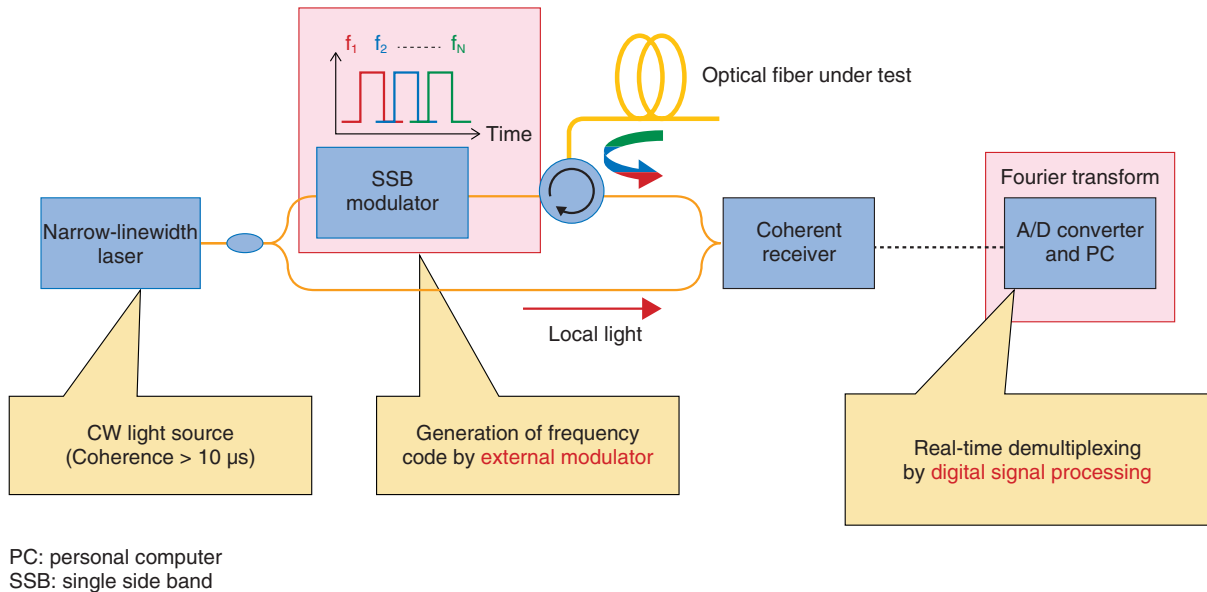 f1 f2 fN
Time
Optical fiber under test
SSB
modulator
Narrow-linewidth
laser
Coherent
receiver
Fourier transform
A/D converter
and PC
Local light
CW light source
(Coherence > 10 µs)
Generation of frequency
code by external modulator
Real-time demultiplexing
by digital signal processing
PC: personal computer
SSB: single side band